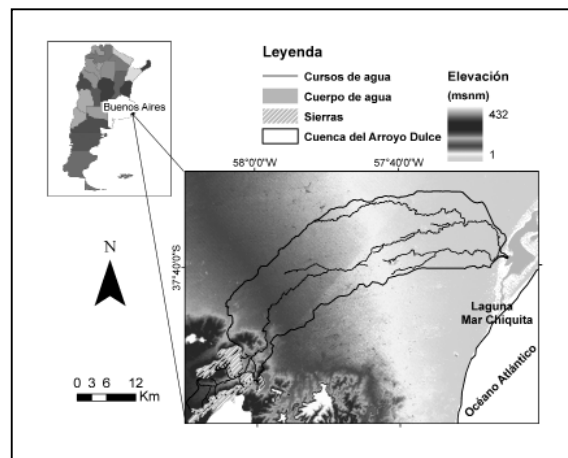 Leyenda
Cursos de agua
Cuerpo de agua
Sierras
Cuenca del Arroyo Dulce
Elevación
(msnm)
432
1
Buenos Aires
58°0'0"W
57°40'0"W
37°40'0"S
N
0 3 6 12
Km
Laguna
Mar Chiquita
Océano Atlántico